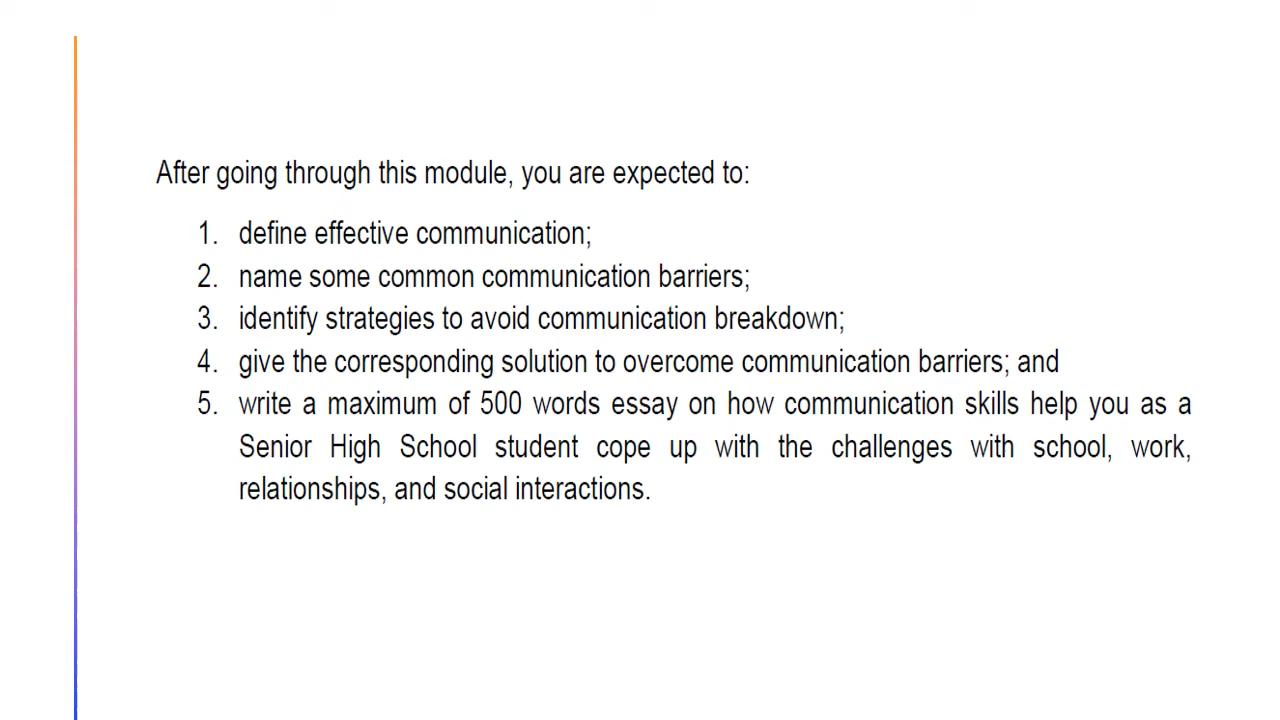 After going through this module, you are expected to:
1. define effective communication;
2. name some common communication barriers;
3. identify strategies to avoid communication breakdown;
4. give the corresponding solution to overcome communication barriers; and
5. write a maximum of 500 words essay on how communication skills help you as a
Senior High School student cope up with the challenges with school, work,
relationships, and social interactions.